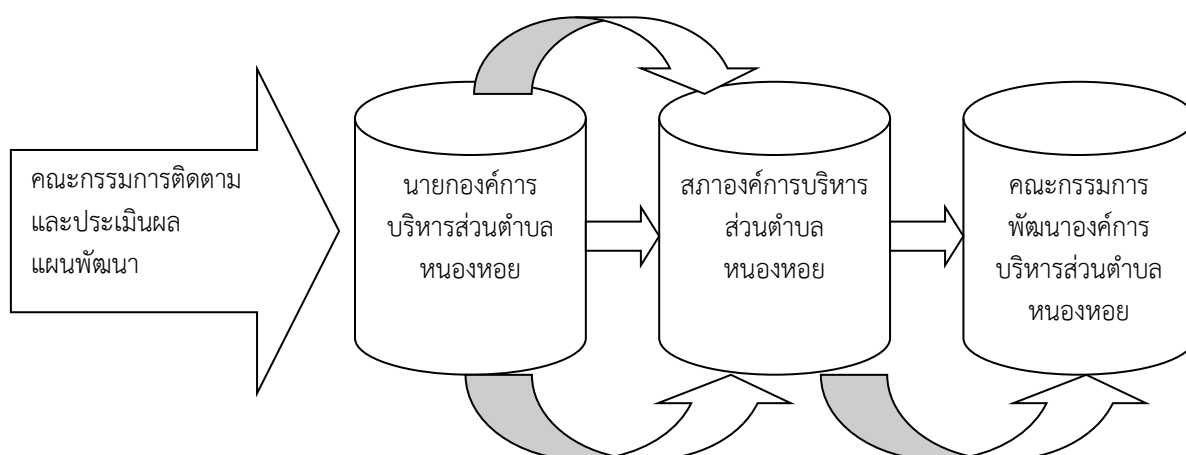 คณะกรรมการติดตาม
และประเมินผล
แผนพัฒนา
นายกองค์การ
บริหารส่วนตำบล
หนองหอย
สภาองค์การบริหาร
ส่วนตำบล
หนองหอย
คณะกรรมการ
พัฒนาองค์การ
บริหารส่วนตำบล
หนองหอย